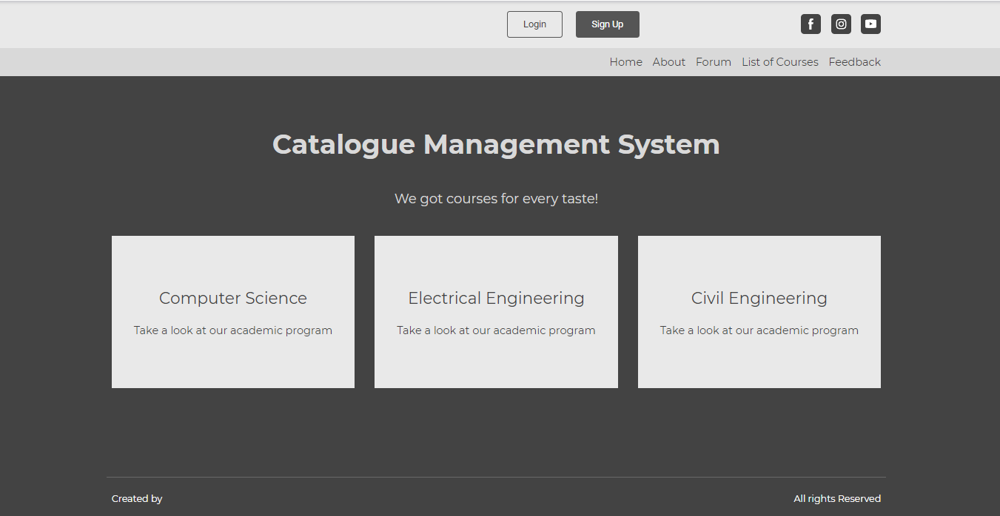 Login Sign Up
Home About Forum List of Courses Feedback
Catalogue Management System
We got courses for every taste!
Computer Science
Take a look at our academic program
Electrical Engineering
Take a look at our academic program
Civil Engineering
Take a look at our academic program
Created by
All rights Reserved